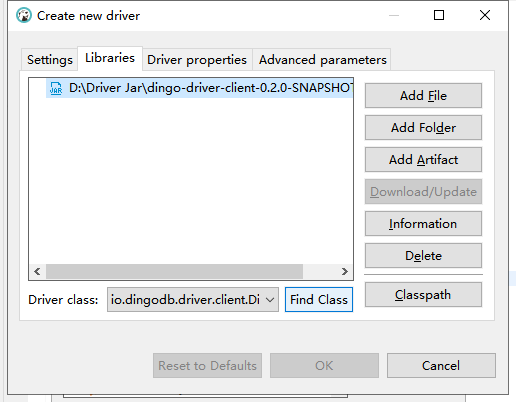 Create new driver
Settings Libraries Driver properties Advanced parameters
JAR D:\Driver Jar\dingo-driver-client-0.2.0-SNAPSHOT
Add File
Add Folder
Add Artifact
Download/Update
Information
Delete
Driver class: io.dingodb.driver.client.Di Find Class Classpath
Reset to Defaults OK Cancel